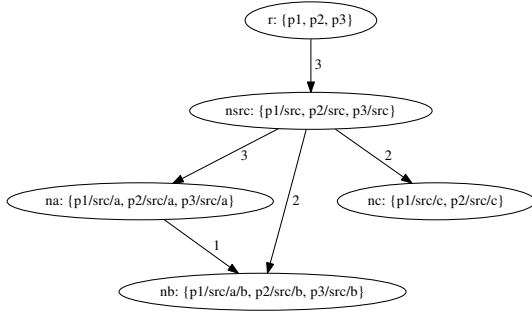 r: {p1, p2, p3}
3
nsrc: {p1/src, p2/src, p3/src}
3
2
2
na: {p1/src/a, p2/src/a, p3/src/a}
nc: {p1/src/c, p2/src/c}
1
nb: {p1/src/a/b, p2/src/b, p3/src/b}